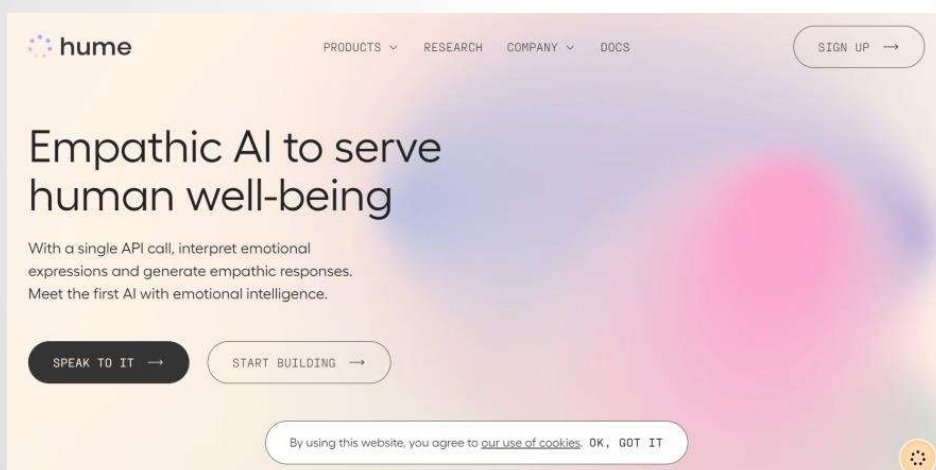 hume
PRODUCTS RESEARCH COMPANY DOCS
SIGN UP →
Empathic AI to serve
human well-being
With a single API call, interpret emotional
expressions and generate empathic responses.
Meet the first AI with emotional intelligence.
SPEAK TO IT →
START BUILDING →
By using this website, you agree to our use of cookies. OK, GOT IT